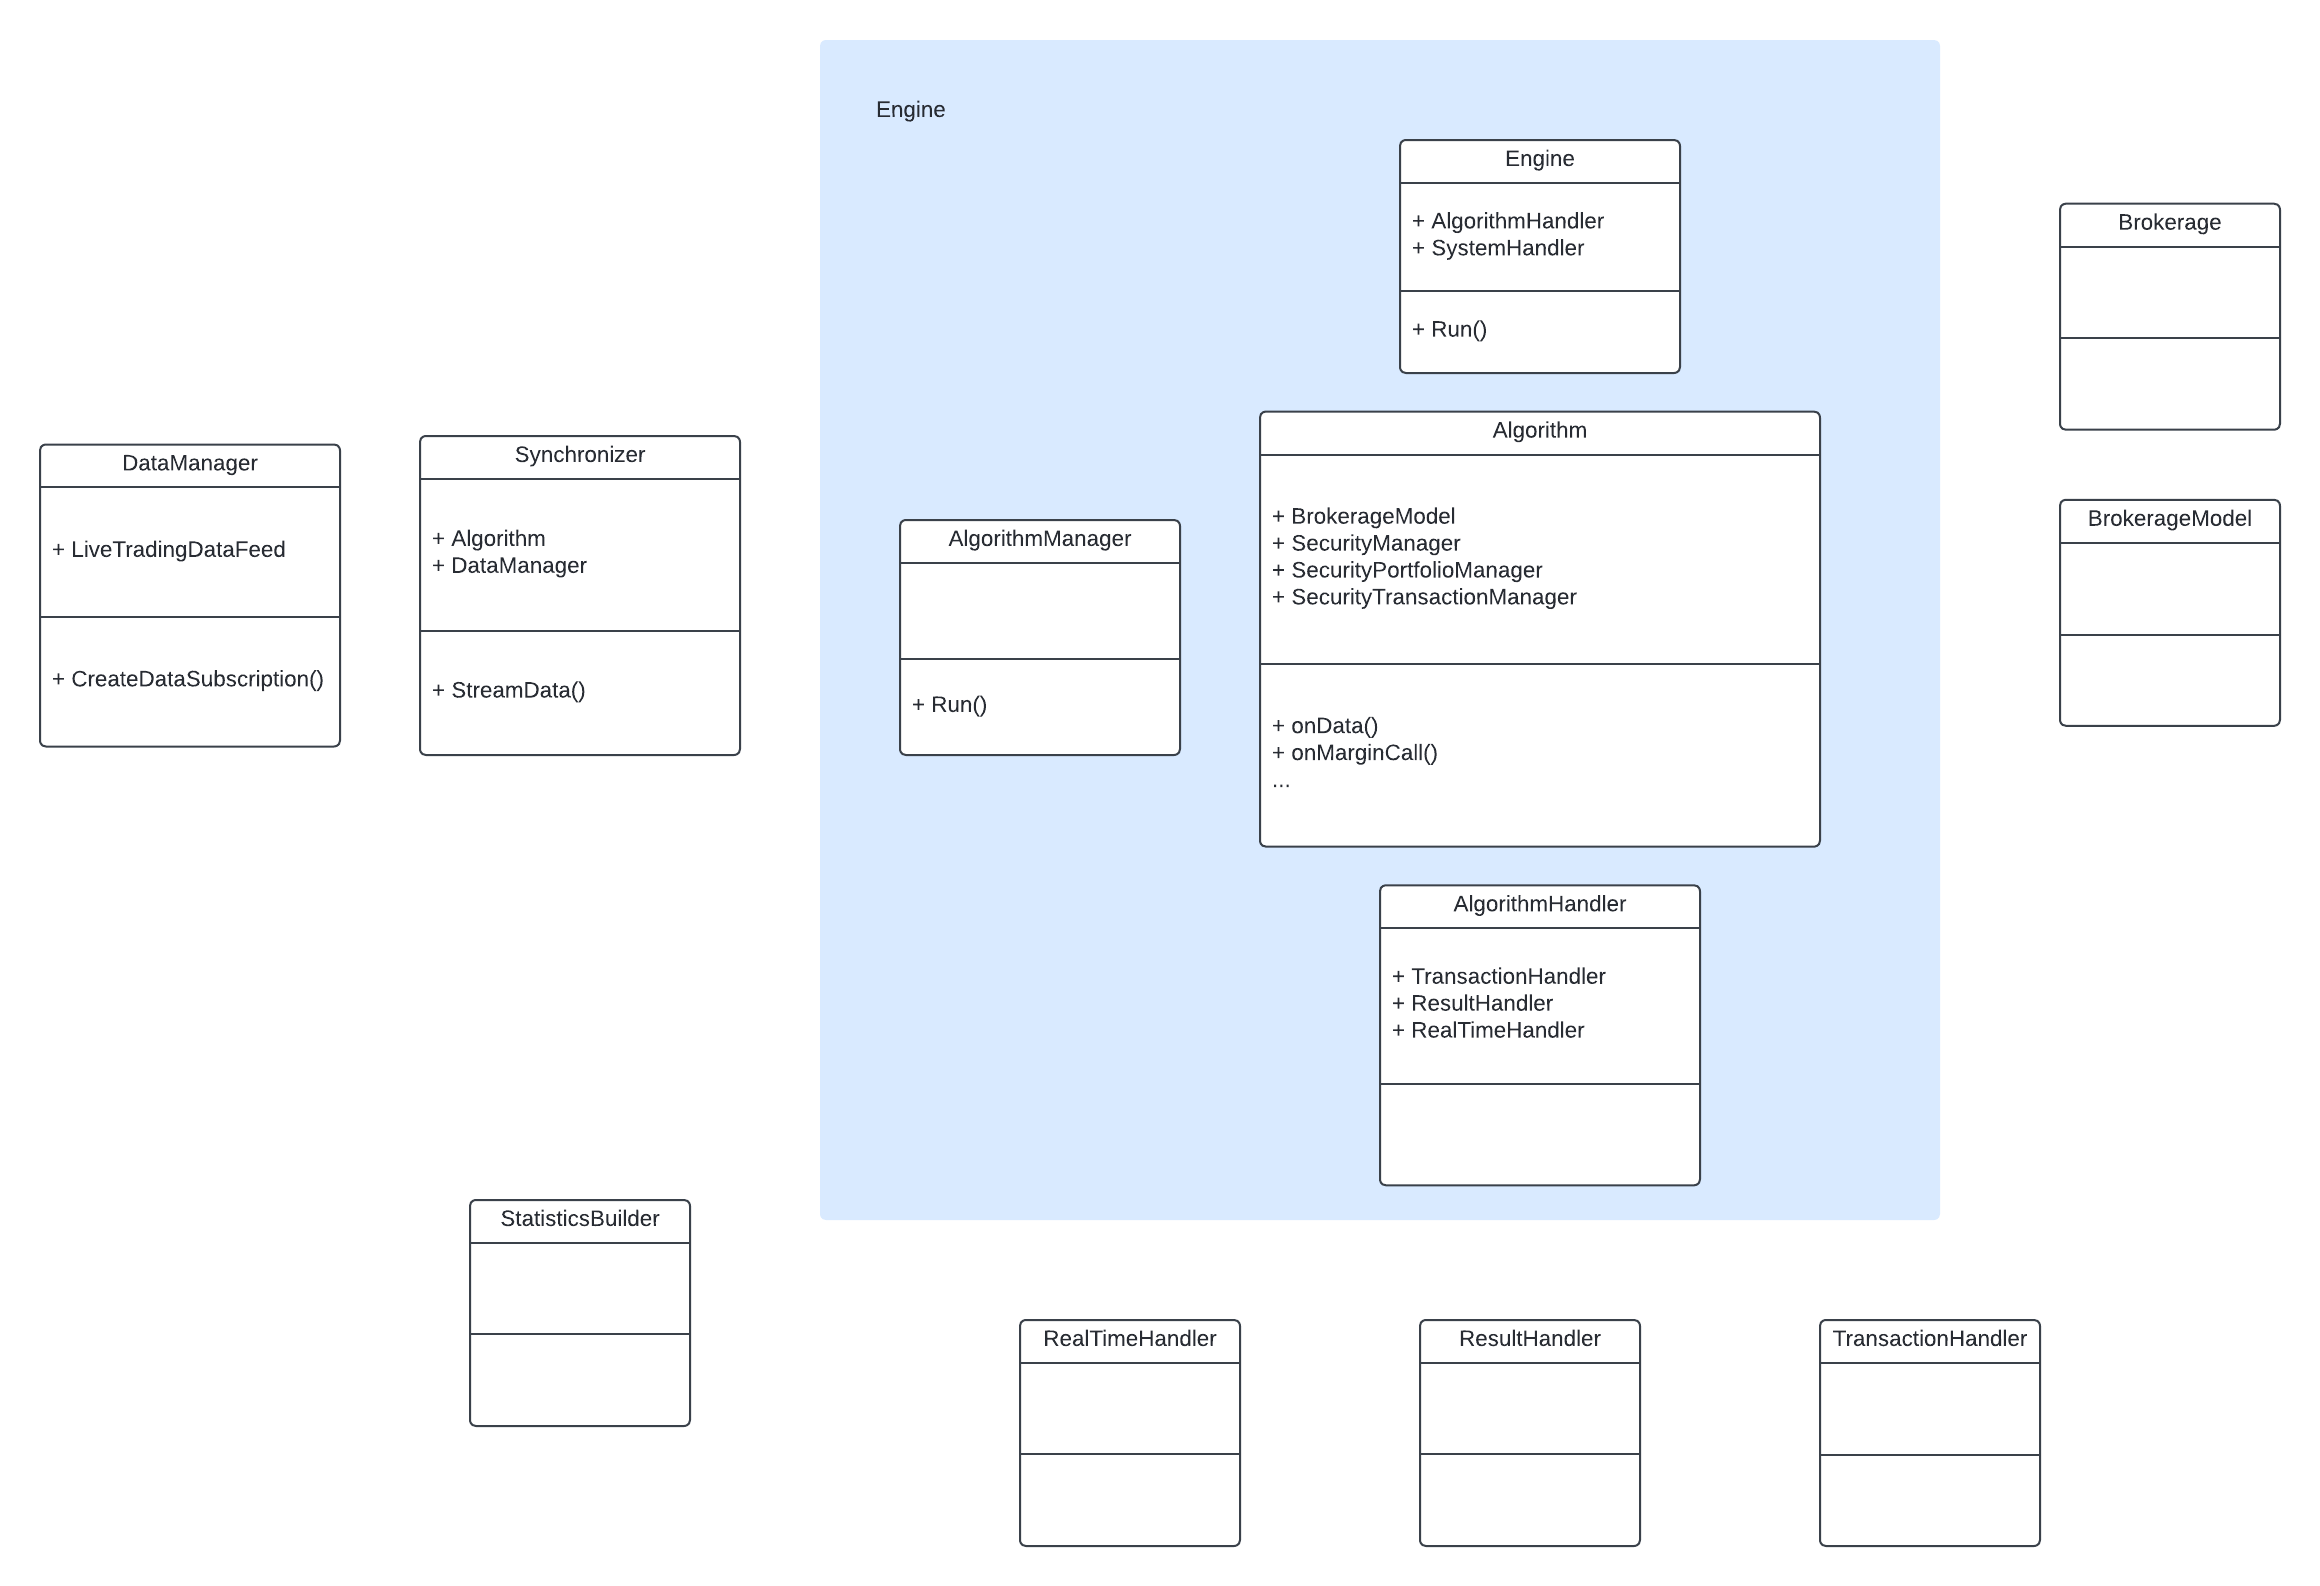 Engine
Engine
+ AlgorithmHandler
+ SystemHandler
+ Run()
Brokerage
DataManager
+ LiveTradingDataFeed
+ CreateDataSubscription()
Synchronizer
+ Algorithm
+ DataManager
+ StreamData()
AlgorithmManager
+ Run()
Algorithm
+ BrokerageModel
+ SecurityManager
+ SecurityPortfolioManager
+ SecurityTransactionManager
+ onData()
+ onMarginCall()
...
BrokerageModel
AlgorithmHandler
+ TransactionHandler
+ ResultHandler
+ RealTimeHandler
StatisticsBuilder
RealTimeHandler
ResultHandler
TransactionHandler